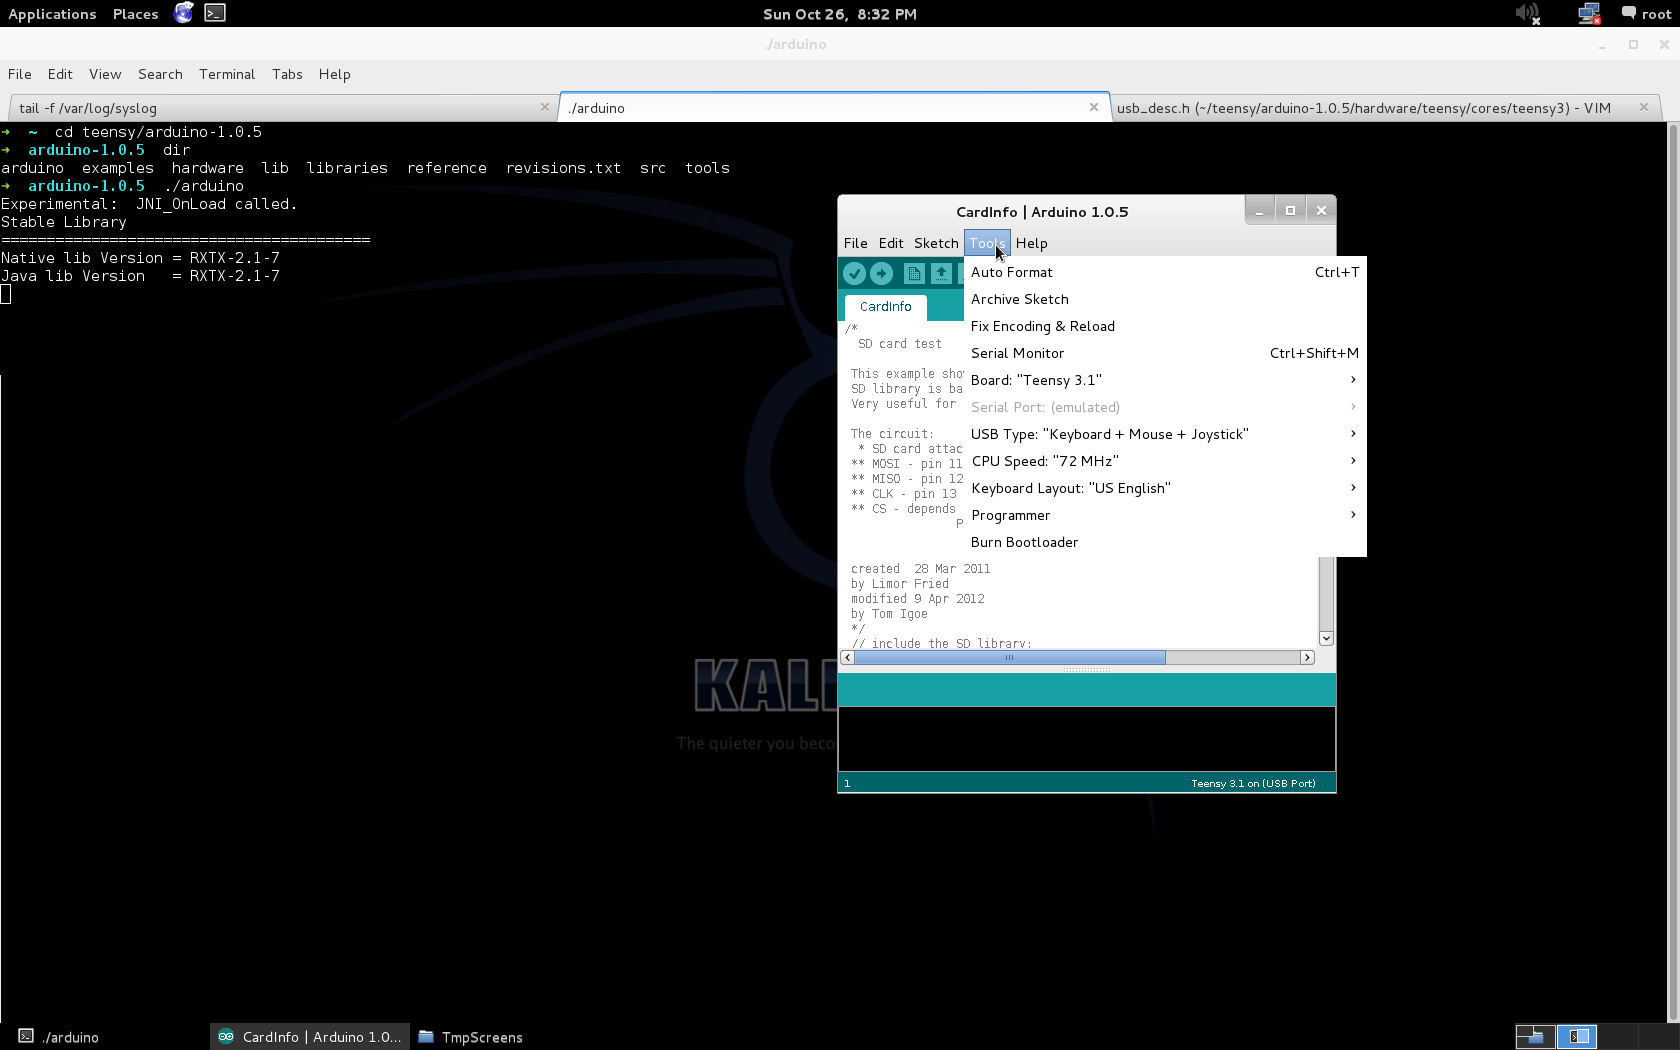 Applications Places Sun Oct 26, 8:32 PM root
./arduino
File Edit View Search Terminal Tabs Help
tail -f /var/log/syslog ./arduino usb_desc.h (~/teensy/arduino-1.0.5/hardware/teensy/cores/teensy3) - VIM
➜ ~ cd teensy/arduino-1.0.5
➜ arduino-1.0.5 dir
arduino examples hardware lib libraries reference revisions.txt src tools
➜ arduino-1.0.5 ./arduino
Experimental: JNI_OnLoad called.
Stable Library
=========================================
Native lib Version = RXTX-2.1-7
Java lib Version = RXTX-2.1-7
CardInfo | Arduino 1.0.5
File Edit Sketch Tools Help
Auto Format Ctrl+T
Archive Sketch
Fix Encoding & Reload
Serial Monitor Ctrl+Shift+M
Board: "Teensy 3.1"
Serial Port: (emulated)
USB Type: "Keyboard + Mouse + Joystick"
CPU Speed: "72 MHz"
Keyboard Layout: "US English"
Programmer
Burn Bootloader
CardInfo
/*
SD card test
This example sho
SD library is ba
Very useful for
The circuit:
* SD card attac
** MOSI - pin 11
** MISO - pin 12
** CLK - pin 13
** CS - depends
P
created 28 Mar 2011
by Limor Fried
modified 9 Apr 2012
by Tom Igoe
*/
// include the SD library:
1 Teensy 3.1 on (USB Port)
KAL
The quieter you beco
./arduino CardInfo | Arduino 1.0... TmpScreens